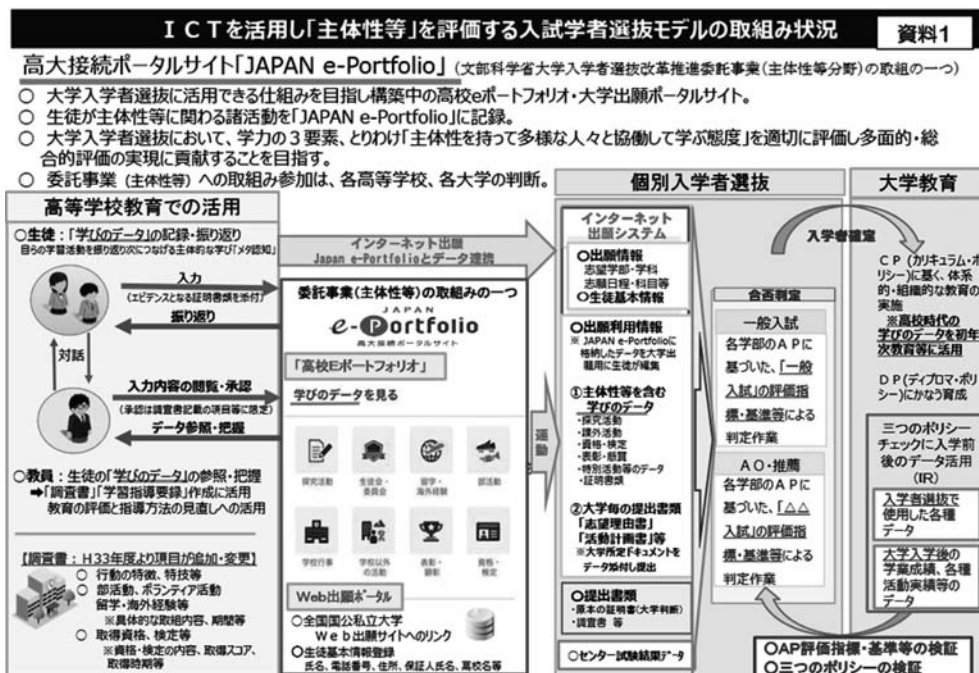 ＩＣＴを活用し「主体性等」を評価する入試学者選抜モデルの取組み状況
資料1
高大接続ポータルサイト「JAPAN e-Portfolio」（文部科学省大学入学者選抜改革推進委託事業（主体性等分野）の取組の一つ）
○ 大学入学者選抜に活用できる仕組みを目指し構築中の高校eポートフォリオ・大学出願ポータルサイト。
○ 生徒が主体性等に関わる諸活動を「JAPAN e-Portfolio」に記録。
○ 大学入学者選抜において、学力の３要素、とりわけ「主体性を持って多様な人々と協働して学ぶ態度」を適切に評価し多面的・総
合的評価の実現に貢献することを目指す。
○ 委託事業（主体性等）への取組み参加は、各高等学校、各大学の判断。
高等学校教育での活用
○生徒：「学びのデータ」の記録・振り返り
自らの学習活動を振り返り次につなげる主体的な学び「メタ認知」
入力
（エビデンスとなる証明書類を添付）
振り返り
対話
入力内容の閲覧・承認
（承認は調査書記載の項目等に限定）
データ参照・把握
○教員：生徒の「学びのデータ」の参照・把握
➡「調査書」「学習指導要録」作成に活用
教育の評価と指導方法の見直しへの活用
【調査書：Ｈ33年度より項目が追加・変更】
○ 行動の特徴、特技等
○ 部活動、ボランティア活動
留学・海外経験等
※具体的な取組内容、期間等
○ 取得資格、検定等
※資格・検定の内容、取得スコア、
取得時期等
インターネット出願
Japan e-Portfolioとデータ連携
委託事業（主体性等）の取組みの一つ
JAPAN
e-Portfolio
高大接続ポータルサイト
「高校Eポートフォリオ」
学びのデータを見る
探究活動
生徒会・
委員会
留学・
海外経験
部活動
学校行事
学校以外
の活動
表彰・
顕彰
資格・
検定
Web出願ポータル
○全国国公私立大学
Ｗｅｂ出願サイトへのリンク
○生徒基本情報登録
氏名、電話番号、住所、保証人氏名、高校名等
連動
個別入学者選抜
インターネット
出願システム
○出願情報
志望学部・学科
志願日程・科目等
○生徒基本情報
○出願利用情報
※ JAPAN e-Portfolioに
格納したデータを大学出
願用に生徒が編集
①主体性等を含む
学びのデータ
・探究活動
・課外活動
・資格・検定
・表彰・懸賞
・特別活動等のデータ
・証明書類
②大学毎の提出書類
「志望理由書」
「活動計画書」等
※大学所定ドキュメントを
データ添付し提出
○提出書類
・原本の証明書（大学判断）
・調査書 等
○センター試験結果データ
合否判定
一般入試
各学部のＡＰに
基づいた、「一般
入試」の評価指
標・基準等による
判定作業
ＡＯ・推薦
各学部のＡＰに
基づいた、「△△
入試」の評価指
標・基準等による
判定作業
大学教育
入学者確定
ＣＰ（カリキュラム・ポ
リシー）に基く、体系
的・組織的な教育の
実施
※高校時代の
学びのデータを初年
次教育等に活用
ＤＰ（ディプロマ・ポリ
シー）にかなう育成
三つのポリシー
チェックに入学前
後のデータ活用
（IR）
入学者選抜で
使用した各種
データ
大学入学後の
学業成績、各種
活動実績等の
データ
○AP評価指標・基準等の検証
○三つのポリシーの検証